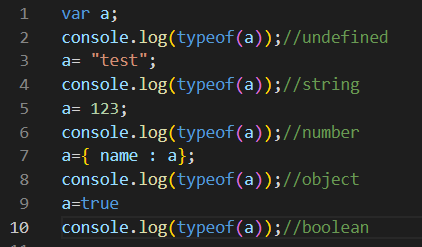 1 var a;
2 console.log(typeof(a));//undefined
3 a= "test";
4 console.log(typeof(a));//string
5 a= 123;
6 console.log(typeof(a));//number
7 a={ name : a};
8 console.log(typeof(a));//object
9 a=true
10 console.log(typeof(a));//boolean